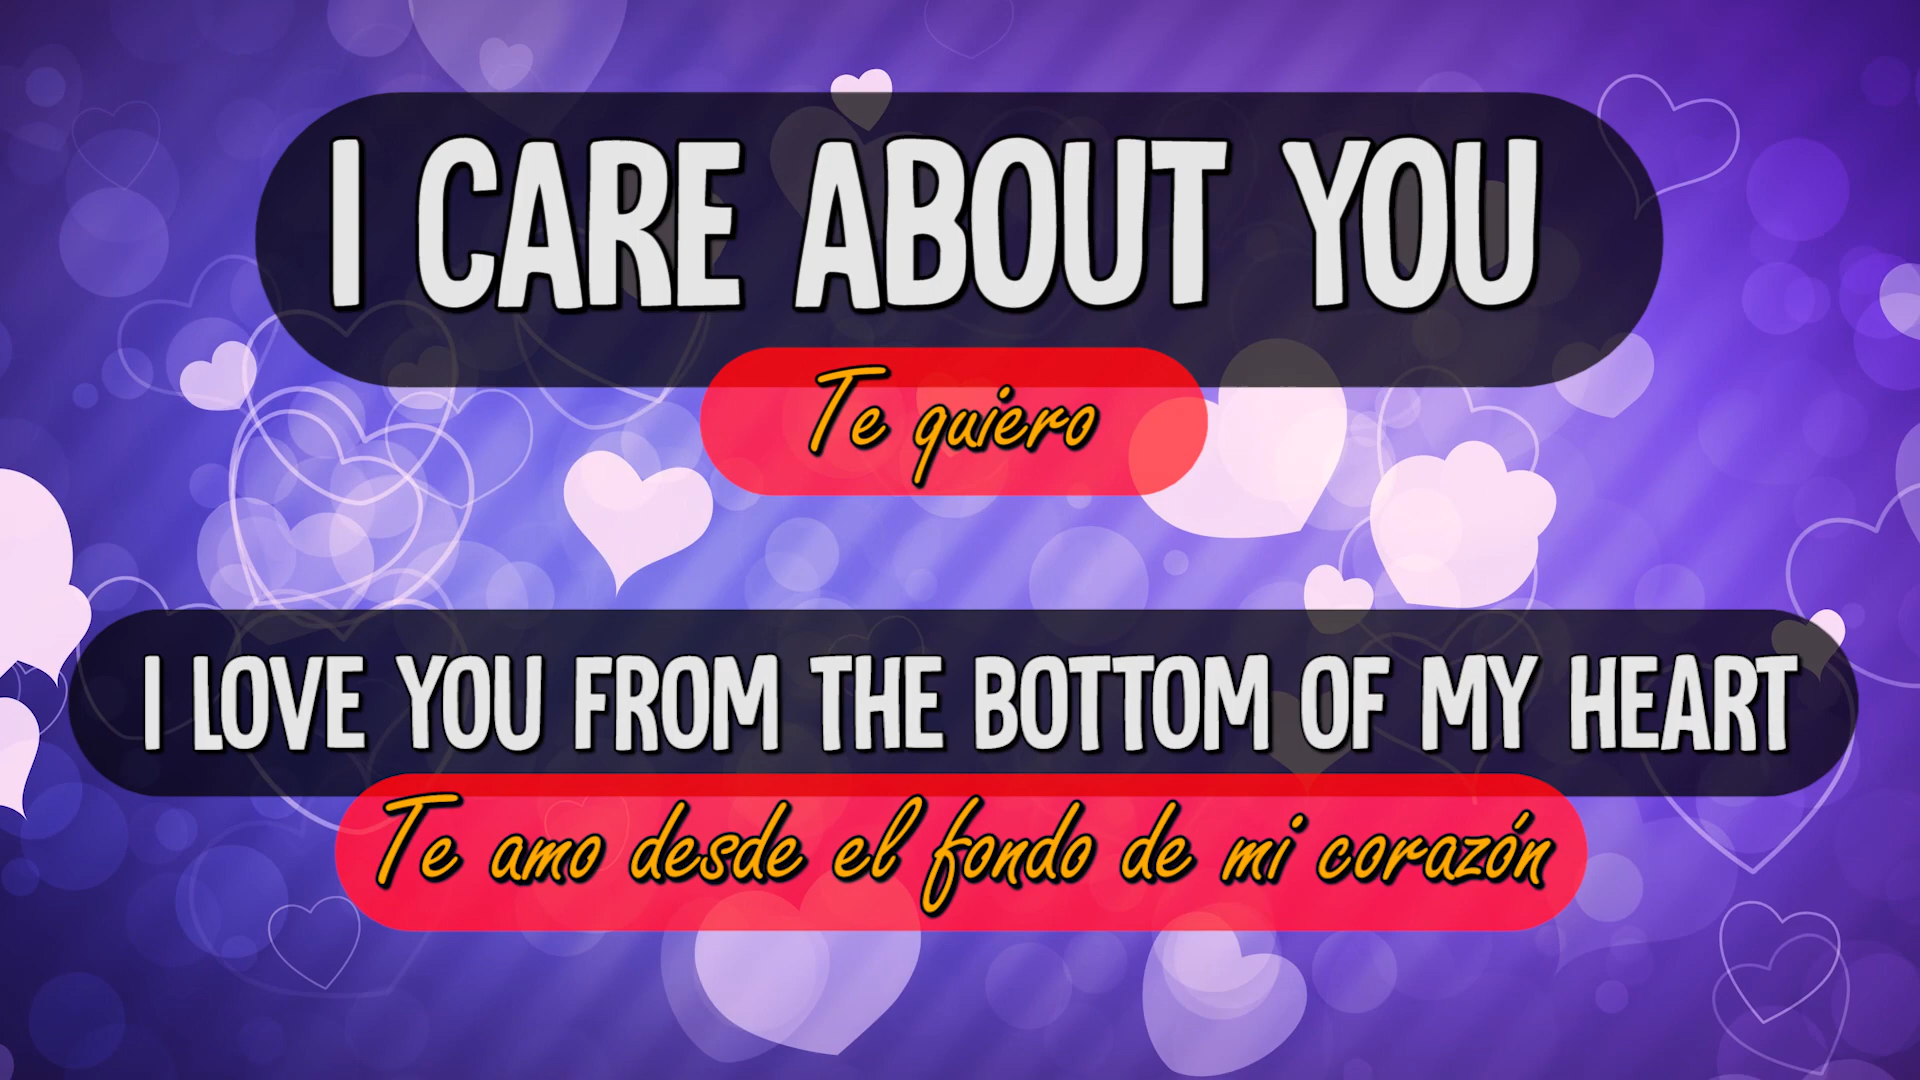 I CARE ABOUT YOU
Te quiero
I LOVE YOU FROM THE BOTTOM OF MY HEART
Te amo desde el fondo de mi corazón